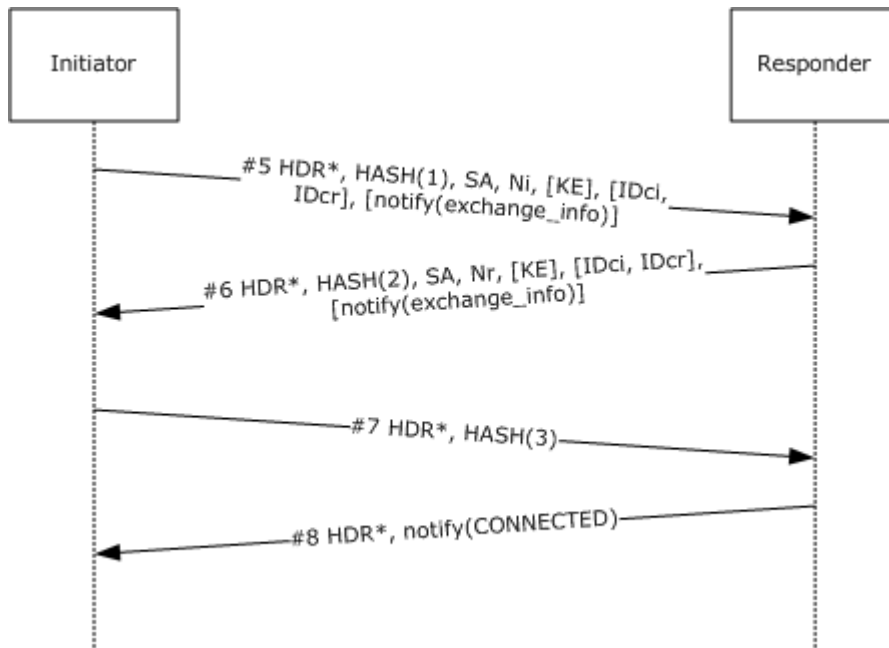 Initiator
Responder
#5 HDR*, HASH(1), SA, Ni, [KE], [IDci,
IDcr], [notify(exchange_info)]
#6 HDR*, HASH(2), SA, Nr, [KE], [IDci, IDcr],
[notify(exchange_info)]
#7 HDR*, HASH(3)
#8 HDR*, notify(CONNECTED)